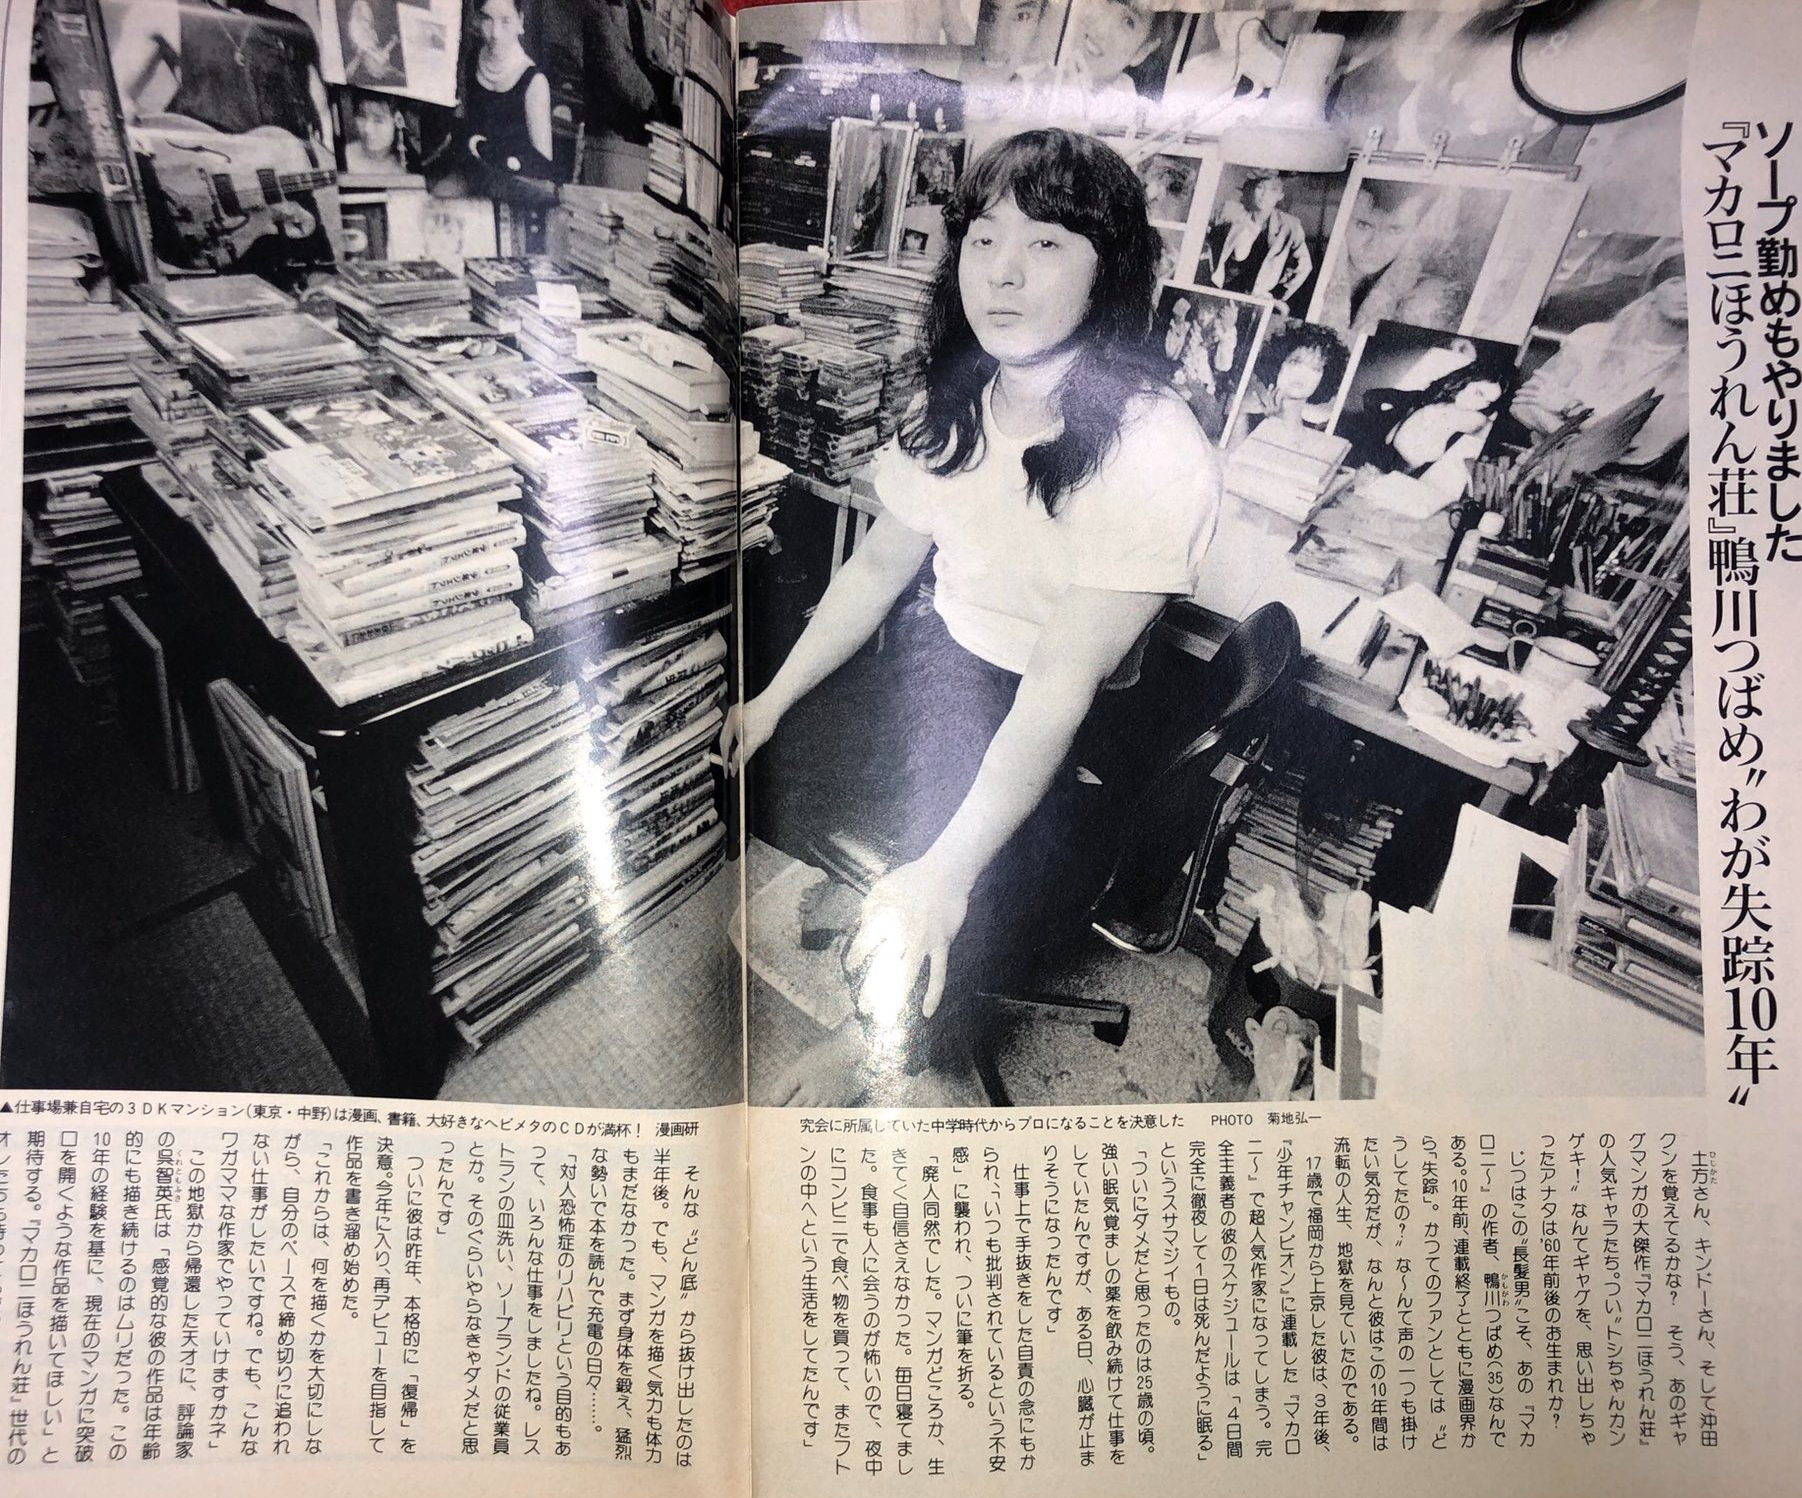 ソープ勤めもやりました
『マカロニほうれん荘』鴨川つばめ〝わが失踪10年〟
▲仕事場兼自宅の3DKマンション(東京・中野)は漫画、書籍、大好きなヘビメタのCDが満杯! 漫画研
究会に所属していた中学時代からプロになることを決意した PHOTO 菊地弘一
土方さん、キンドーさん、そして沖田
クンを覚えてるかな? そう、あのギャ
グマンガの大傑作『マカロニほうれん荘』
の人気キャラたち。つい〝トシちゃんカン
ゲキ!〟なんてギャグを、思い出しちゃ
ったアナタは'60年前後のお生まれか?
じつはこの〝長髪男〟こそ、あの『マカ
ロニ〜』の作者、鴨川つばめ(35)なんで
ある。10年前、連載終了とともに漫画界か
ら「失踪」。かつてのファンとしては〝ど
うしてたの?〟な〜んて声の一つも掛け
たい気分だが、なんと彼はこの10年間は
流転の人生、地獄を見ていたのである。
17歳で福岡から上京した彼は、3年後、
『少年チャンピオン』に連載した『マカロ
ニ〜』で超人気作家になってしまう。完
全主義者の彼のスケジュールは「4日間
完全に徹夜して1日は死んだように眠る」
というスサマジイもの。
「ついにダメだと思ったのは25歳の頃。
強い眠気覚ましの薬を飲み続けて仕事を
していたんですが、ある日、心臓が止ま
りそうになったんです」
仕事上で手抜きをした自責の念にもか
られ、「いつも批判されているという不安
感」に襲われ、ついに筆を折る。
「廃人同然でした。マンガどころか、生
きてく自信さえなかった。毎日寝てまし
た。食事も人に会うのが怖いので、夜中
にコンビニで食べ物を買って、またフト
ンの中へという生活をしてたんです」
そんな〝どん底〟から抜け出したのは
半年後。でも、マンガを描く気力も体力
もまだなかった。まず身体を鍛え、猛烈
な勢いで本を読んで充電の日々……。
「対人恐怖症のリハビリという目的もあ
って、いろんな仕事をしましたね。レス
トランの皿洗い、ソープランドの従業員
とか。そのぐらいやらなきゃダメだと思
ったんです」
ついに彼は昨年、本格的に「復帰」を
決意。今年に入り、再デビューを目指して
作品を書き溜め始めた。
「これからは、何を描くかを大切にしな
がら、自分のペースで締め切りに追われ
ない仕事がしたいですね。でも、こんな
ワガママな作家でやっていけますかネ」
この地獄から帰還した天才に、評論家
の呉智英氏は「感覚的な彼の作品は年齢
的にも描き続けるのはムリだった。この
10年の経験を基に、現在のマンガに突破
口を開くような作品を描いてほしい」と
期待する。『マカロニほうれん荘』世代の